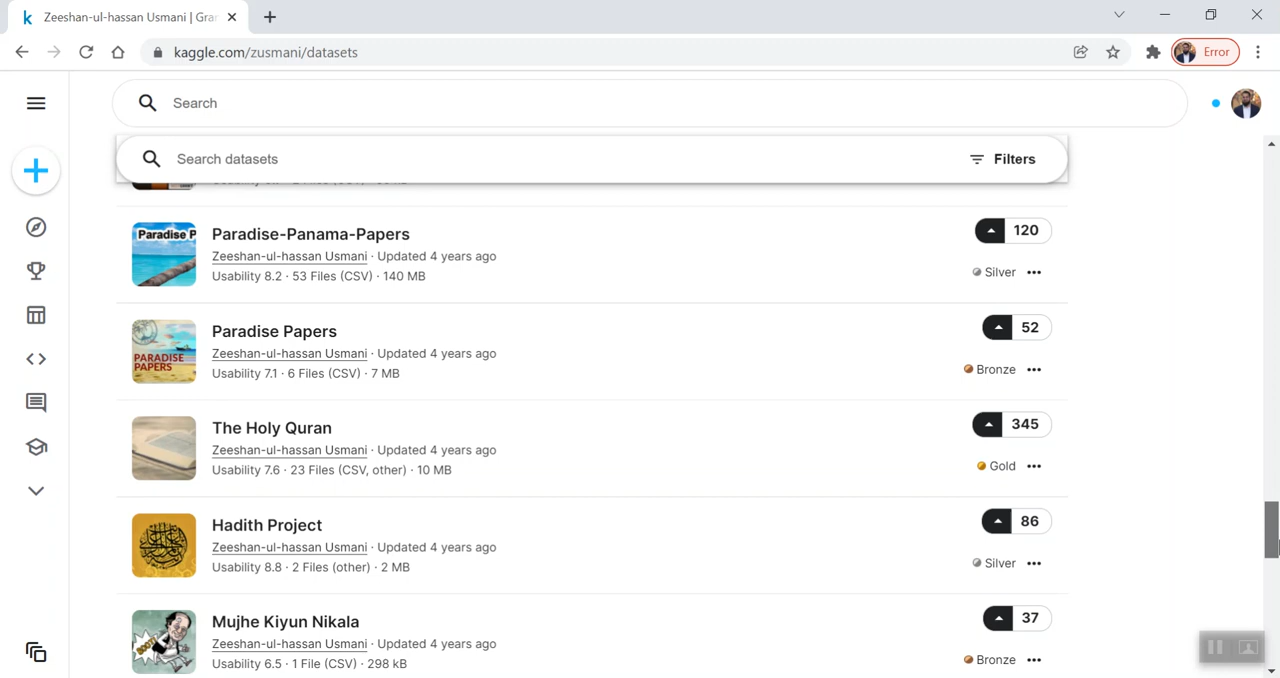 k Zeeshan-ul-hassan Usmani | Gra
kaggle.com/zusmani/datasets
Error
Search
Search datasets
Filters
Paradise P
Paradise-Panama-Papers
120
Zeeshan-ul-hassan Usmani · Updated 4 years ago
Usability 8.2 · 53 Files (CSV) · 140 MB
Silver
PARADISE
PAPERS
Paradise Papers
52
Zeeshan-ul-hassan Usmani · Updated 4 years ago
Usability 7.1 · 6 Files (CSV) · 7 MB
Bronze
The Holy Quran
345
Zeeshan-ul-hassan Usmani · Updated 4 years ago
Usability 7.6 · 23 Files (CSV, other) · 10 MB
Gold
Hadith Project
86
Zeeshan-ul-hassan Usmani · Updated 4 years ago
Usability 8.8 · 2 Files (other) · 2 MB
Silver
Mujhe Kiyun Nikala
37
Zeeshan-ul-hassan Usmani · Updated 4 years ago
Usability 6.5 · 1 File (CSV) · 298 kB
Bronze